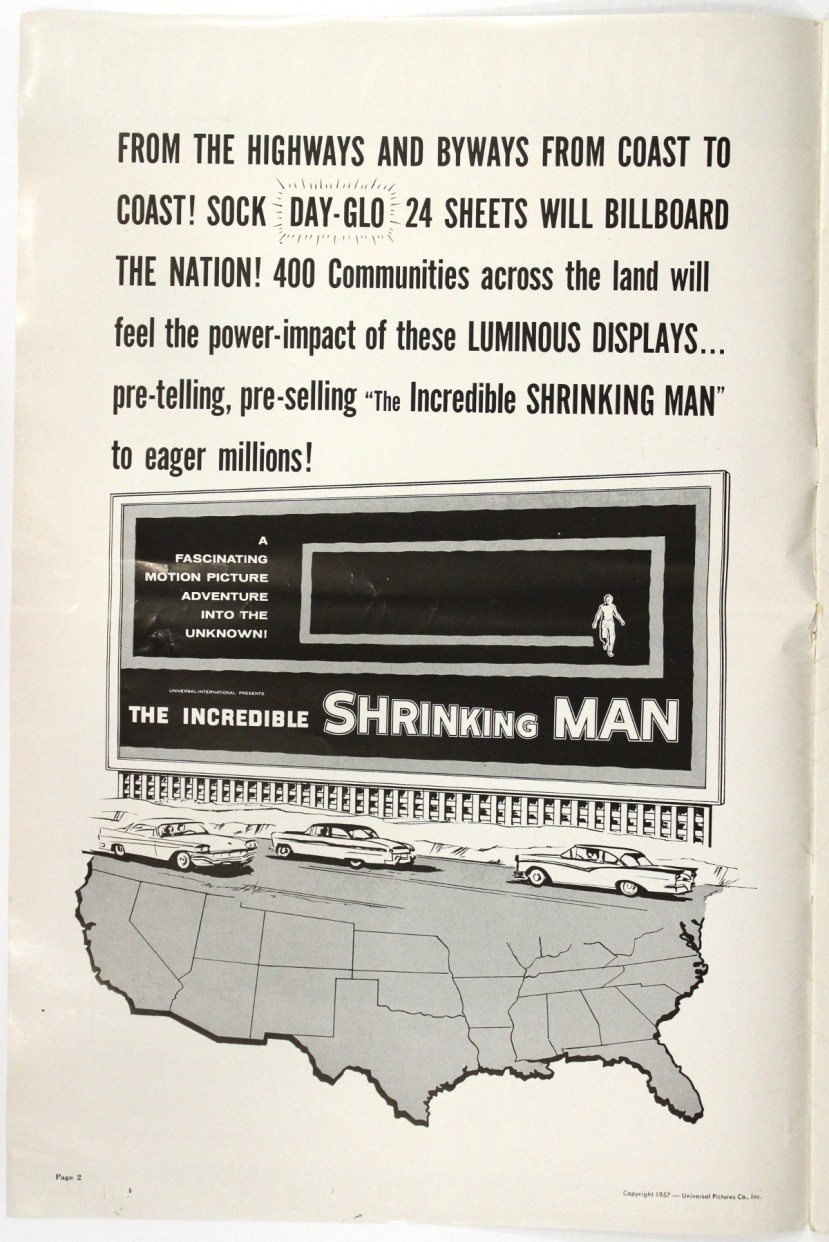 FROM THE HIGHWAYS AND BYWAYS FROM COAST TO
COAST! SOCK DAY-GLO 24 SHEETS WILL BILLBOARD
THE NATION! 400 Communities across the land will
feel the power-impact of these LUMINOUS DISPLAYS...
pre-telling, pre-selling “The Incredible SHRINKING MAN”
to eager millions!
A
FASCINATING
MOTION PICTURE
ADVENTURE
INTO THE
UNKNOWN!
UNIVERSAL-INTERNATIONAL PRESENTS
THE INCREDIBLE SHRINKING MAN
Page 2
Copyright 1957 — Universal Pictures Co., Inc.